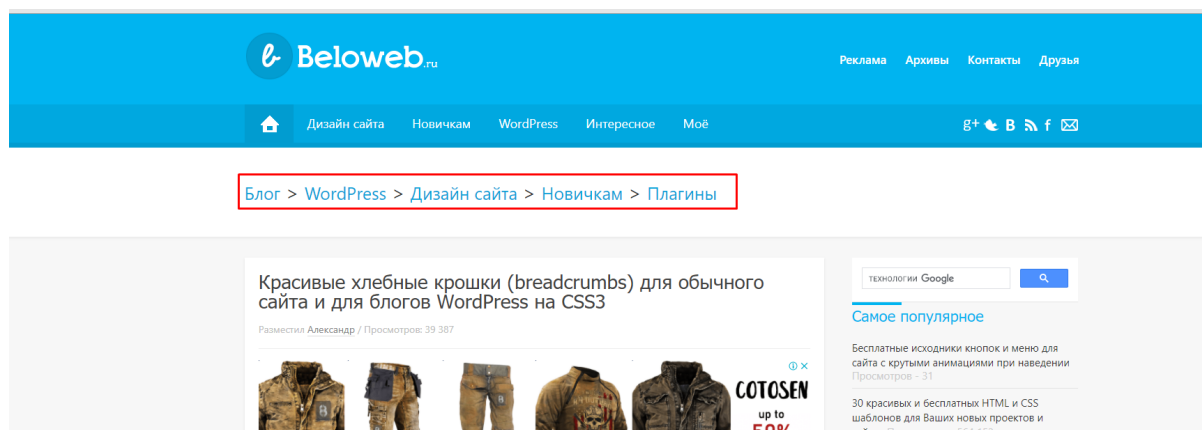 Beloweb.ru
Реклама Архивы Контакты Друзья
Дизайн сайта Новичкам WordPress Интересное Моё
g+ B f
Блог > WordPress > Дизайн сайта > Новичкам > Плагины
Красивые хлебные крошки (breadcrumbs) для обычного
сайта и для блогов WordPress на CSS3
Разместил Александр / Просмотров: 39 387
COTOSEN
up to
технологии Google
Самое популярное
Бесплатные исходники кнопок и меню для
сайта с крутыми анимациями при наведении
Просмотров - 31
30 красивых и бесплатных HTML и CSS
шаблонов для Ваших новых проектов и